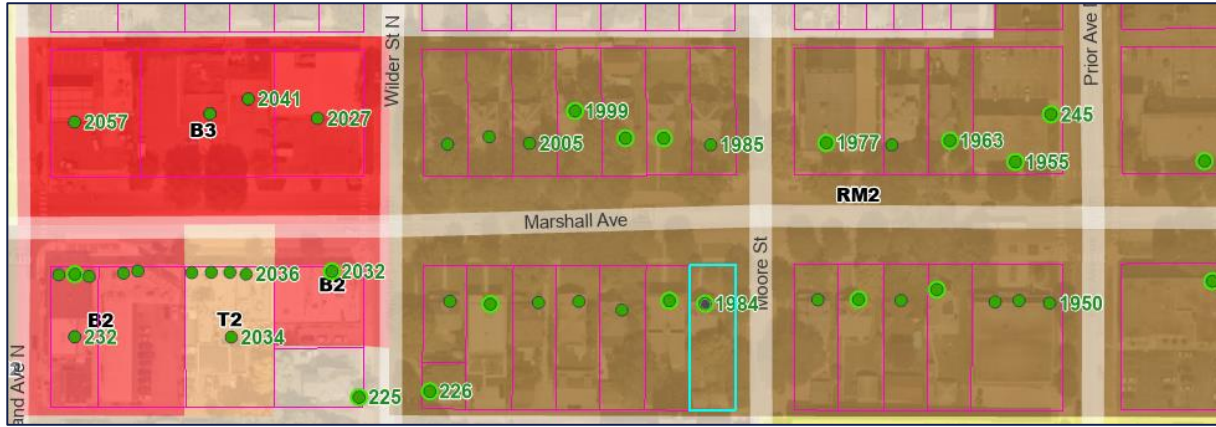 Wilder St N
Prior Ave
2057
B3
2041
2027
1999
2005
1985
1977
1963
245
1955
RM2
Marshall Ave
Moore St
2036
2032
B2
B2
T2
232
2034
1984
1950
225
226
and Ave N